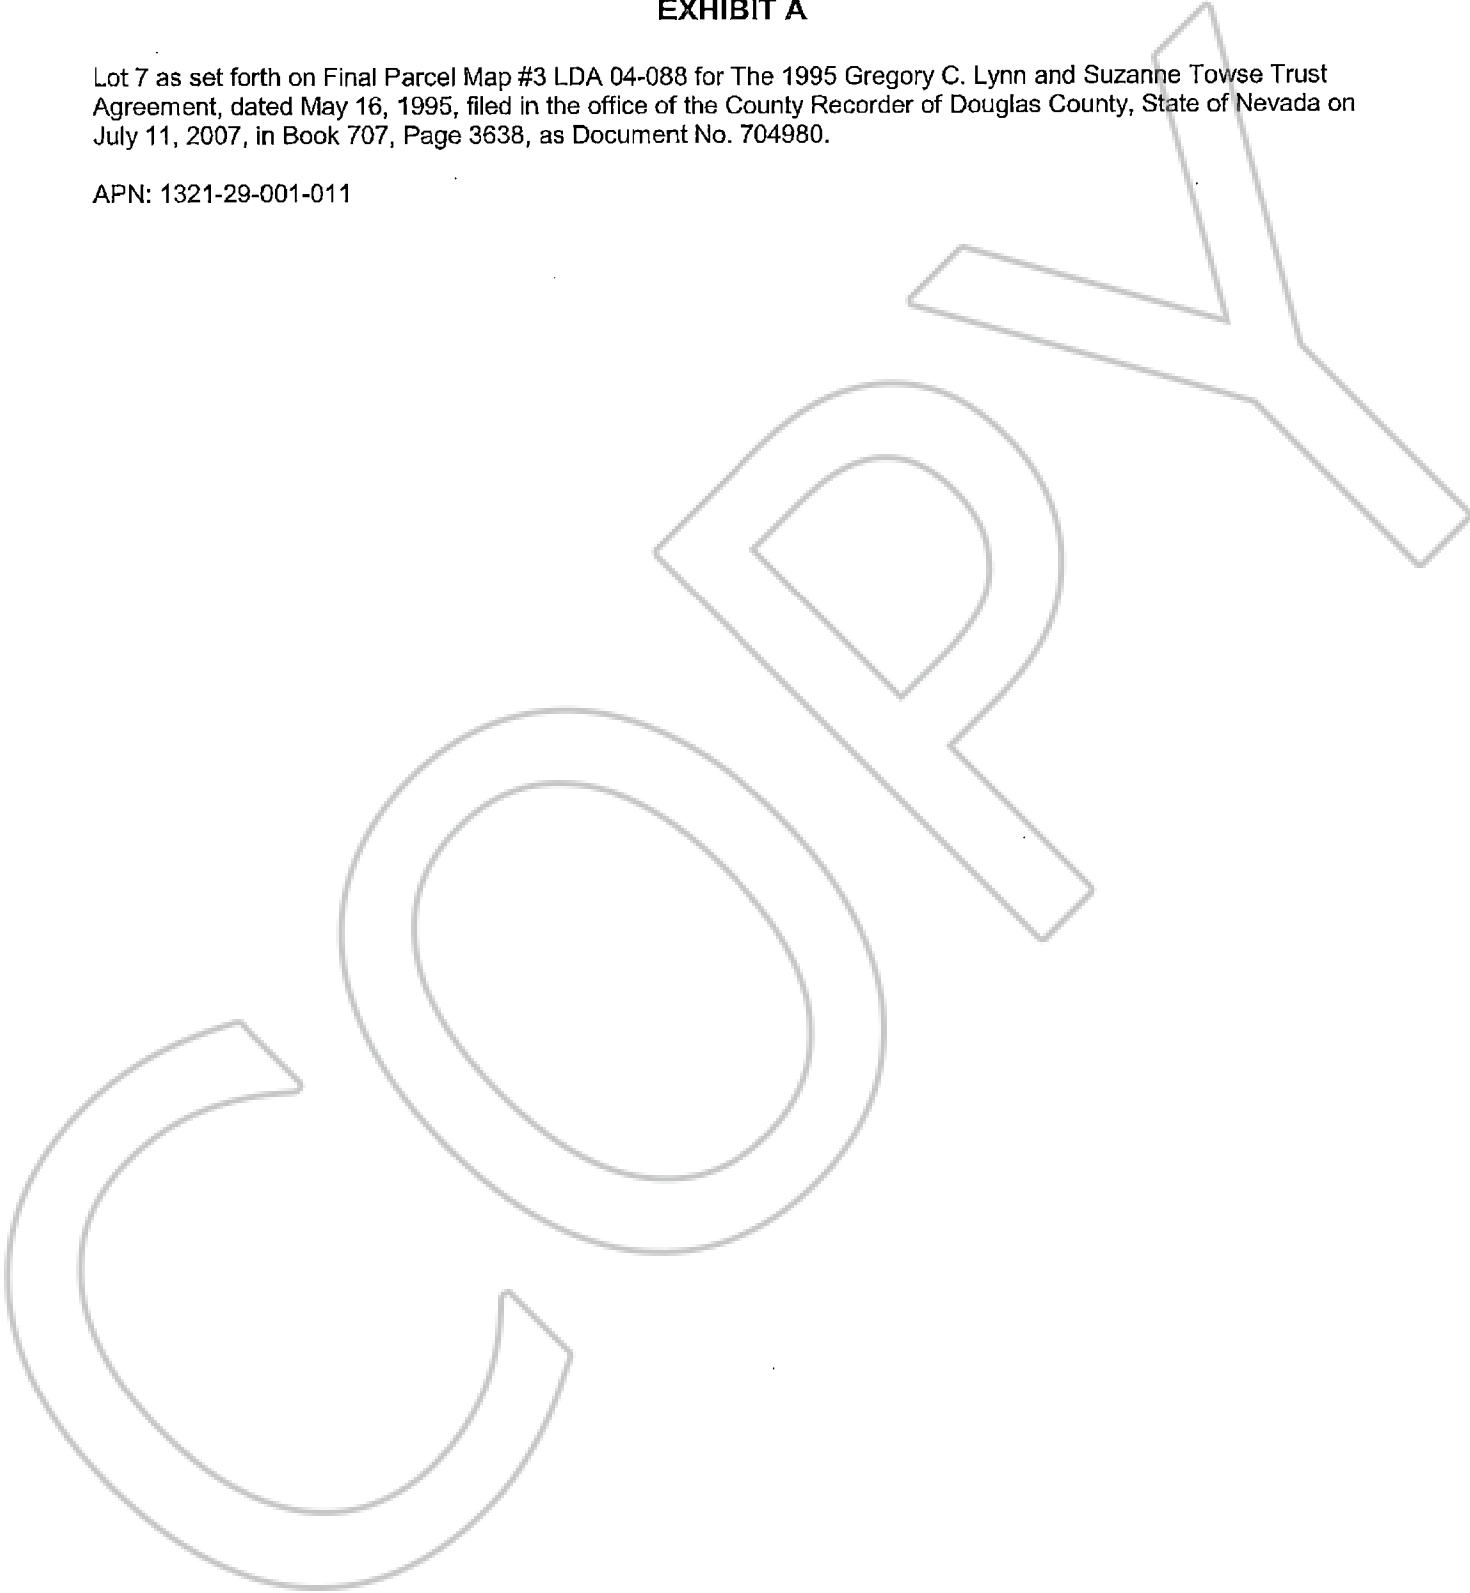 EXHIBIT A
Lot 7 as set forth on Final Parcel Map #3 LDA 04-088 for The 1995 Gregory C. Lynn and Suzanne Towse Trust
Agreement, dated May 16, 1995, filed in the office of the County Recorder of Douglas County, State of Nevada on
July 11, 2007, in Book 707, Page 3638, as Document No. 704980.
APN: 1321-29-001-011
COPY